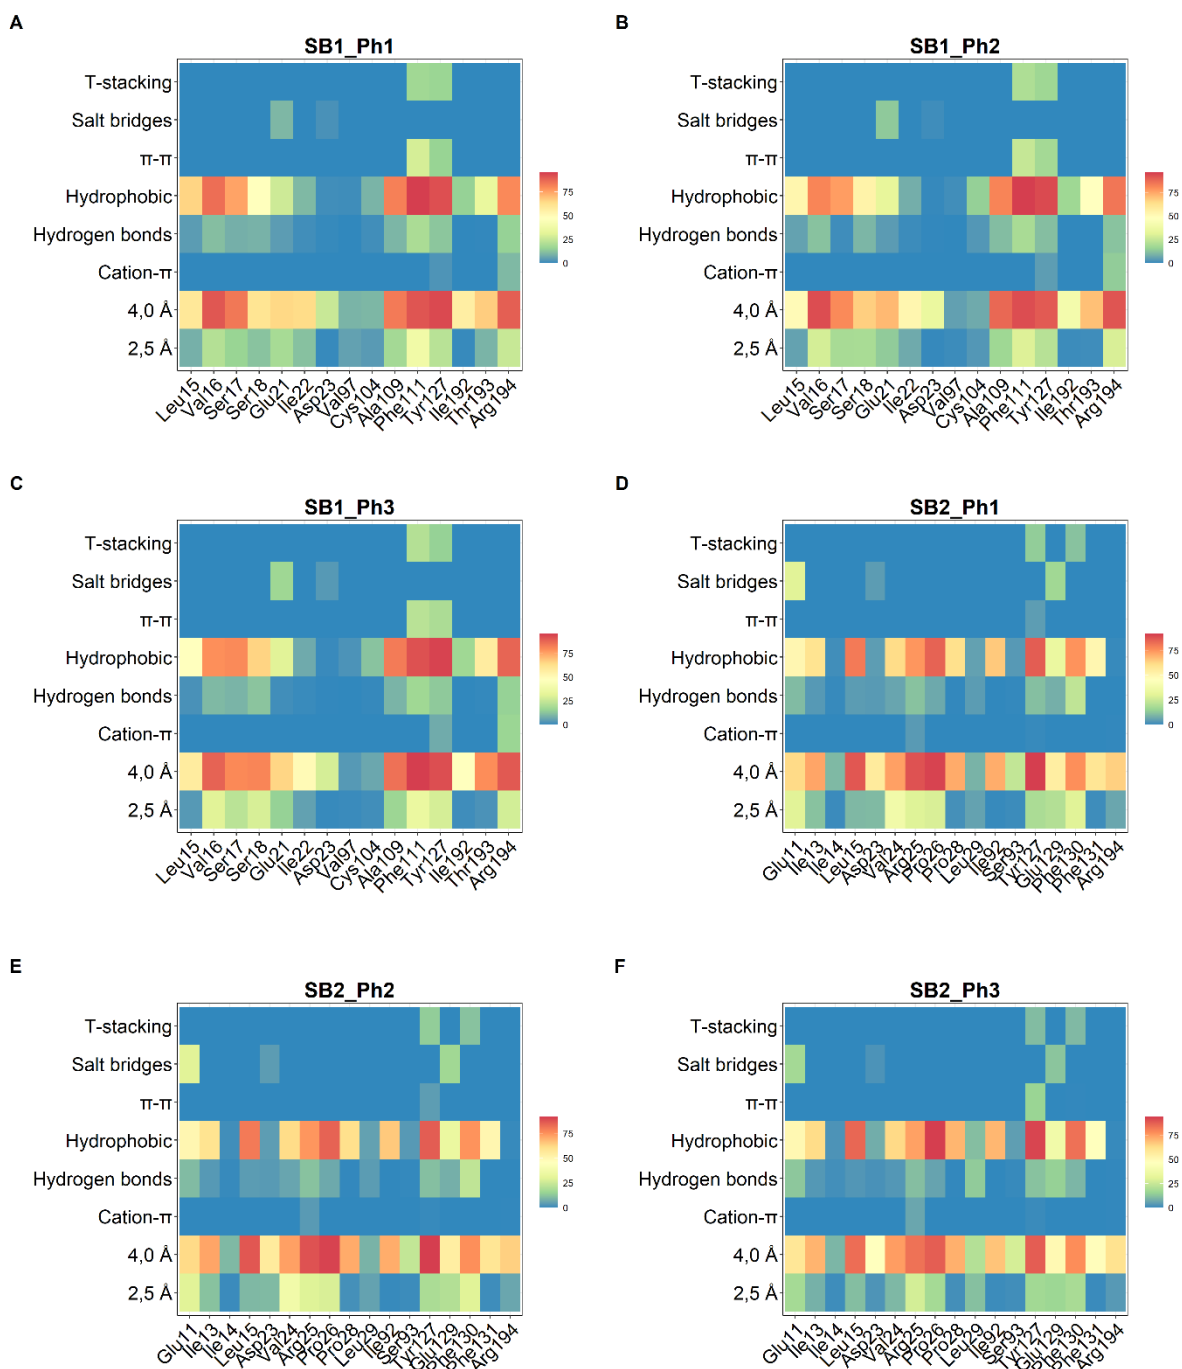 A
SB1_Ph1
T-stacking
Salt bridges
π-π
Hydrophobic
Hydrogen bonds
Cation-π
4,0 Å
2,5 Å
75
50
25
0
Leu15 Val16 Ser17 Ser18 Glu21 Ile22 Asp23 Val97 Cys104 Ala109 Phe111 Tyr127 Ile192 Thr193 Arg194
B
SB1_Ph2
T-stacking
Salt bridges
π-π
Hydrophobic
Hydrogen bonds
Cation-π
4,0 Å
2,5 Å
75
50
25
0
Leu15 Val16 Ser17 Ser18 Glu21 Ile22 Asp23 Val97 Cys104 Ala109 Phe111 Tyr127 Ile192 Thr193 Arg194
C
SB1_Ph3
T-stacking
Salt bridges
π-π
Hydrophobic
Hydrogen bonds
Cation-π
4,0 Å
2,5 Å
75
50
25
0
Leu15 Val16 Ser17 Ser18 Glu21 Ile22 Asp23 Val97 Cys104 Ala109 Phe111 Tyr127 Ile192 Thr193 Arg194
D
SB2_Ph1
T-stacking
Salt bridges
π-π
Hydrophobic
Hydrogen bonds
Cation-π
4,0 Å
2,5 Å
75
50
25
0
Glu11 Ile13 Ile14 Leu15 Asp23 Val24 Arg25 Pro26 Pro28 Leu29 Ile92 Ser93 Tyr127 Glu129 Phe130 Phe131 Arg194
E
SB2_Ph2
T-stacking
Salt bridges
π-π
Hydrophobic
Hydrogen bonds
Cation-π
4,0 Å
2,5 Å
75
50
25
0
Glu11 Ile13 Ile14 Leu15 Asp23 Val24 Arg25 Pro26 Pro28 Leu29 Ile92 Ser93 Tyr127 Glu129 Phe130 Phe131 Arg194
F
SB2_Ph3
T-stacking
Salt bridges
π-π
Hydrophobic
Hydrogen bonds
Cation-π
4,0 Å
2,5 Å
75
50
25
0
Glu11 Ile13 Ile14 Leu15 Asp23 Val24 Arg25 Pro26 Pro28 Leu29 Ile92 Ser93 Tyr127 Glu129 Phe130 Phe131 Arg194